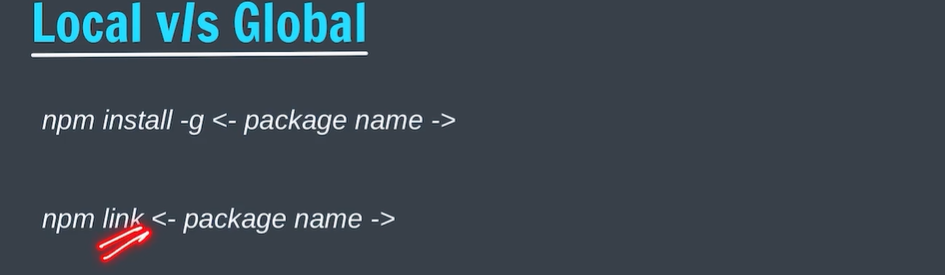 Local v/s Global
npm install -g <- package name ->
npm link <- package name ->